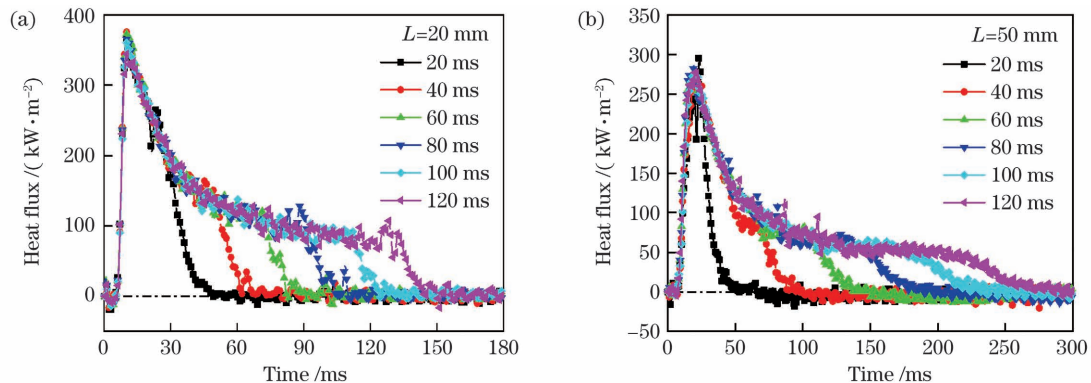 (a)
400
300
200
100
0
Heat flux /( kW·m⁻²)
L=20 mm
20 ms
40 ms
60 ms
80 ms
100 ms
120 ms
0 30 60 90 120 150 180
Time /ms
(b)
350
300
250
200
150
100
50
0
−50
Heat flux /( kW·m⁻²)
L=50 mm
20 ms
40 ms
60 ms
80 ms
100 ms
120 ms
0 50 100 150 200 250 300
Time /ms